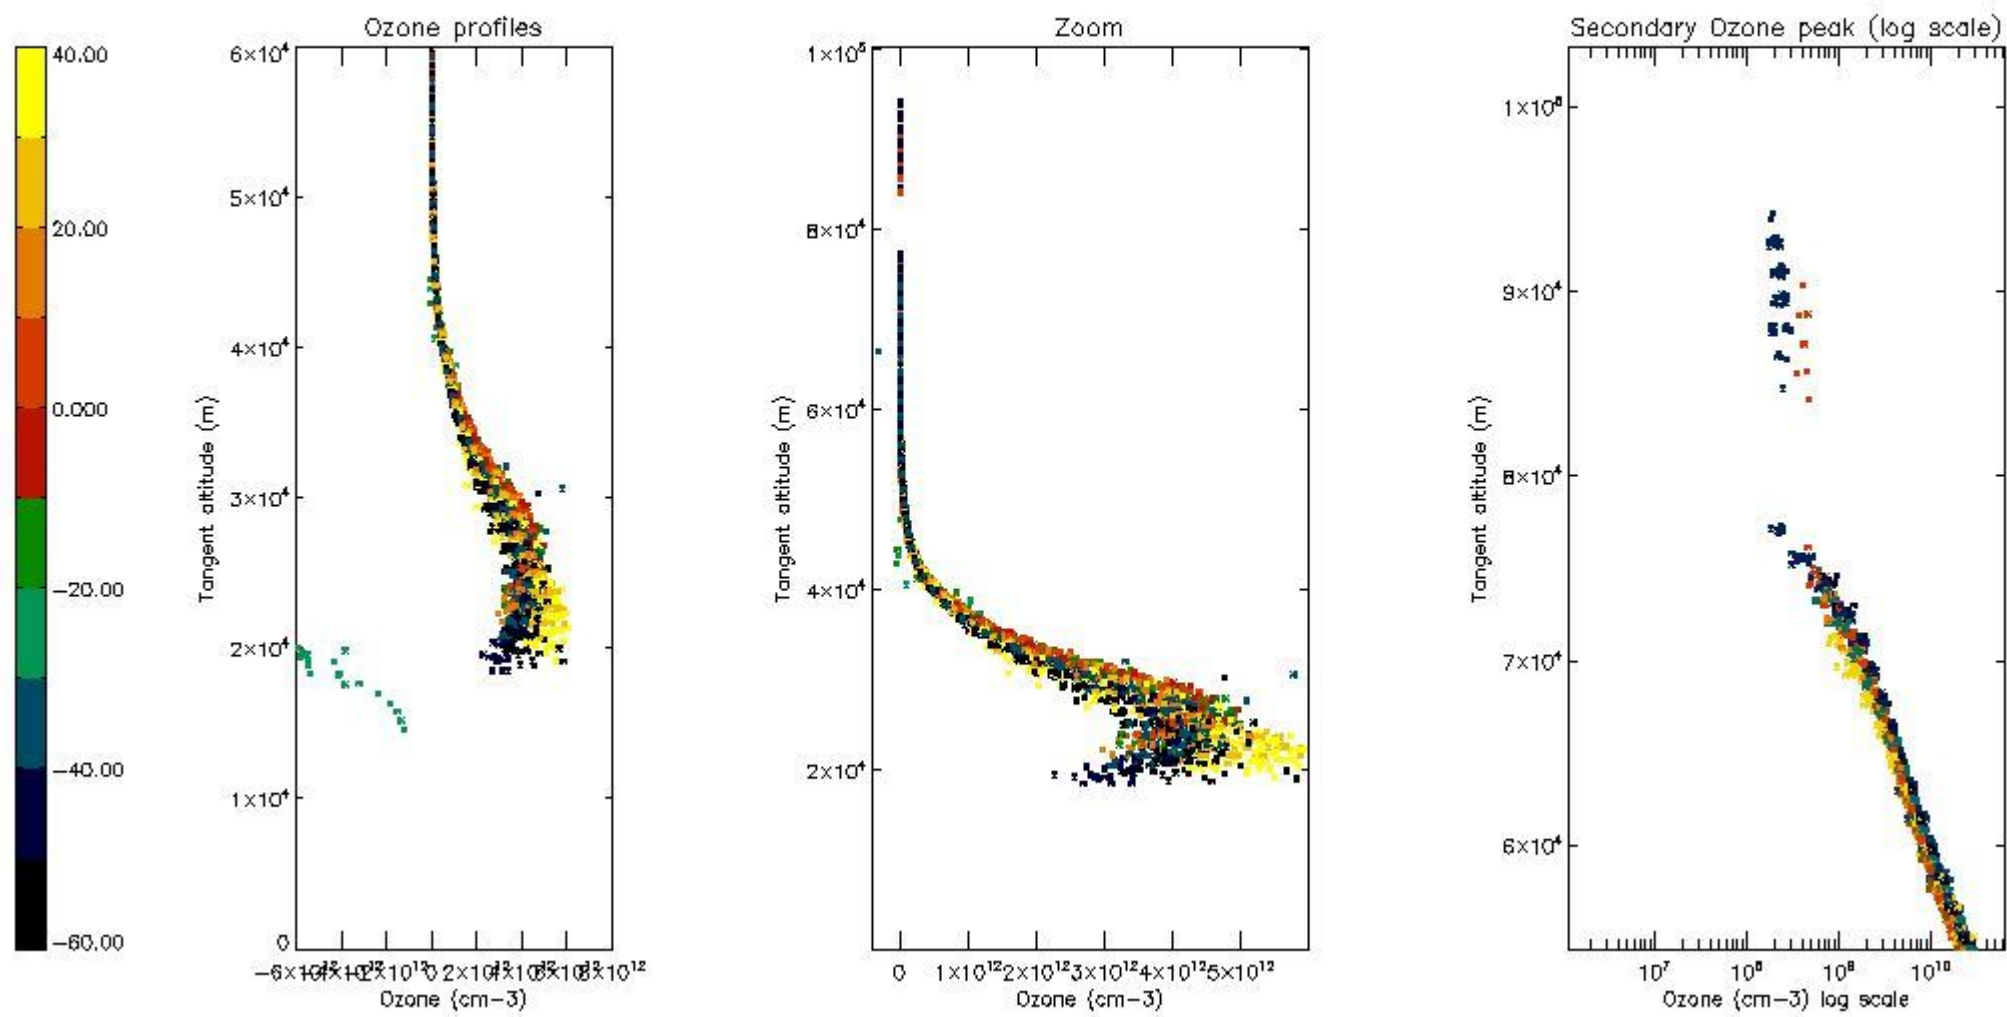 Ozone profiles
Zoom
Secondary Ozone peak (log scale)
40.00
20.00
0.000
-20.00
-40.00
-60.00
6×10⁴
5×10⁴
4×10⁴
3×10⁴
2×10⁴
1×10⁴
0
Tangent altitude (m)
0
8×10¹²
Ozone (cm-3)
1×10⁵
8×10⁴
6×10⁴
4×10⁴
2×10⁴
Tangent altitude (m)
0 1×10¹² 2×10¹² 3×10¹² 4×10¹² 5×10¹²
Ozone (cm-3)
9×10⁴
8×10⁴
7×10⁴
6×10⁴
Tangent altitude (m)
10⁷ 10⁸ 10⁹ 10¹⁰
Ozone (cm-3) log scale